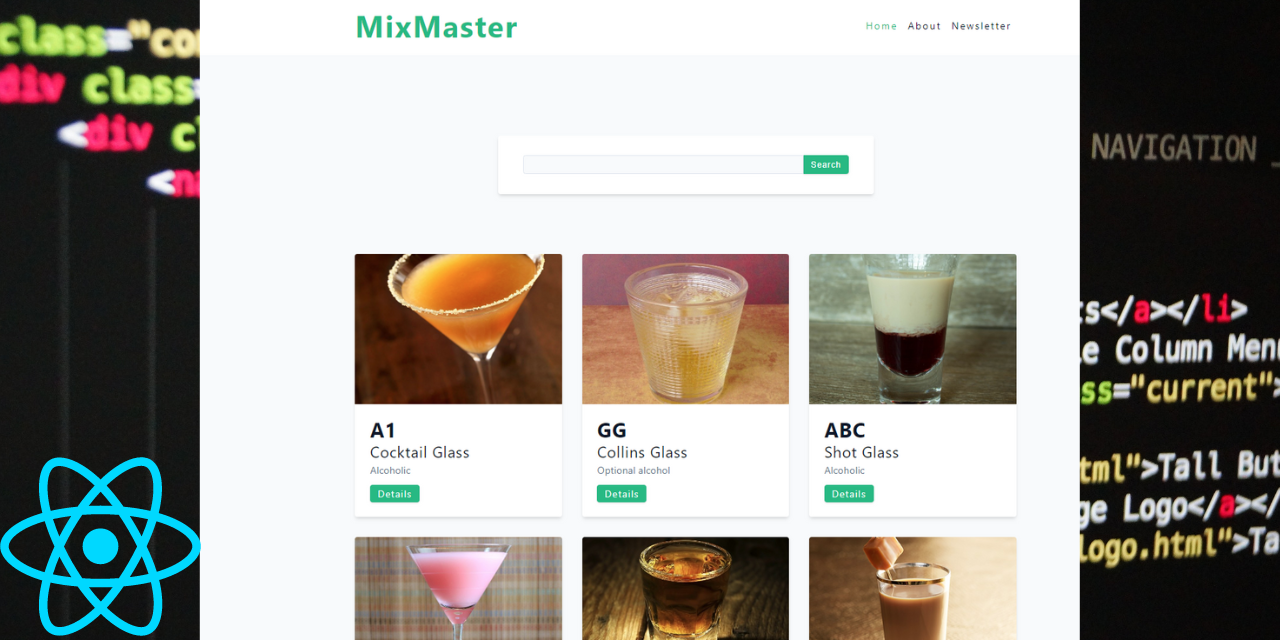 MixMaster
Home About Newsletter
Search
A1
Cocktail Glass
Alcoholic
Details
GG
Collins Glass
Optional alcohol
Details
ABC
Shot Glass
Alcoholic
Details
class="co
div class
<div c
<na
NAVIGATION _
s</a></li>
e Column Men
ss="current">
tml">Tall But
ge Logo</a></
logo.html">Ta